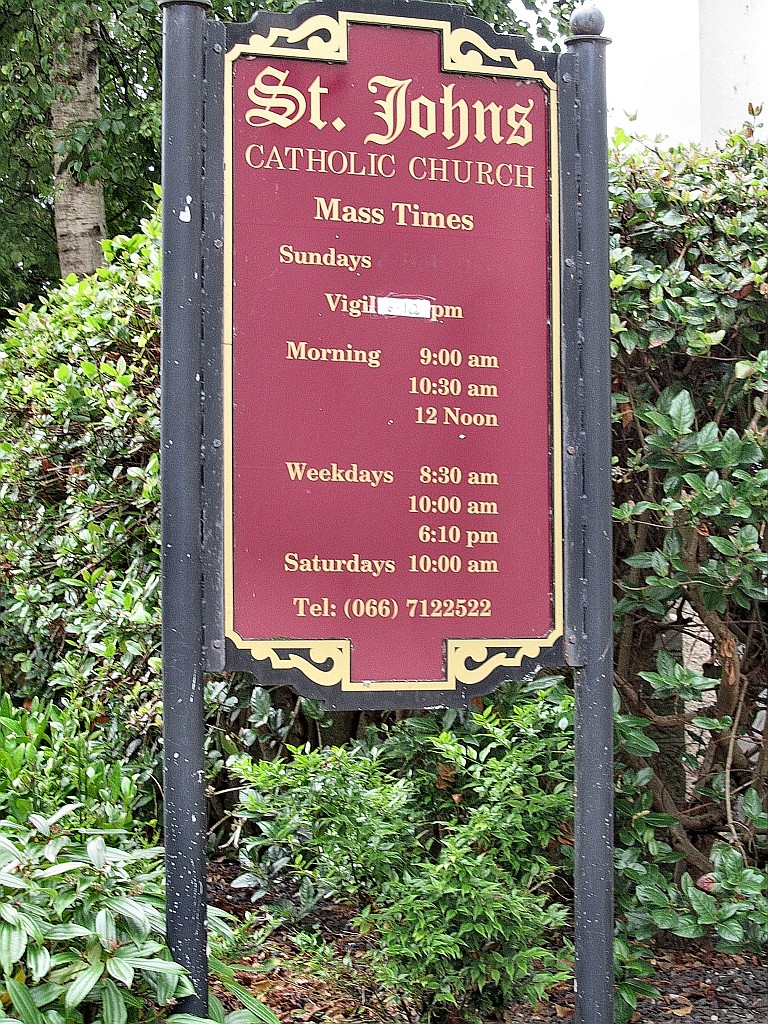 St. Johns
CATHOLIC CHURCH
Mass Times
Sundays
Vigil pm
Morning 9:00 am
10:30 am
12 Noon
Weekdays 8:30 am
10:00 am
6:10 pm
Saturdays 10:00 am
Tel: (066) 7122522